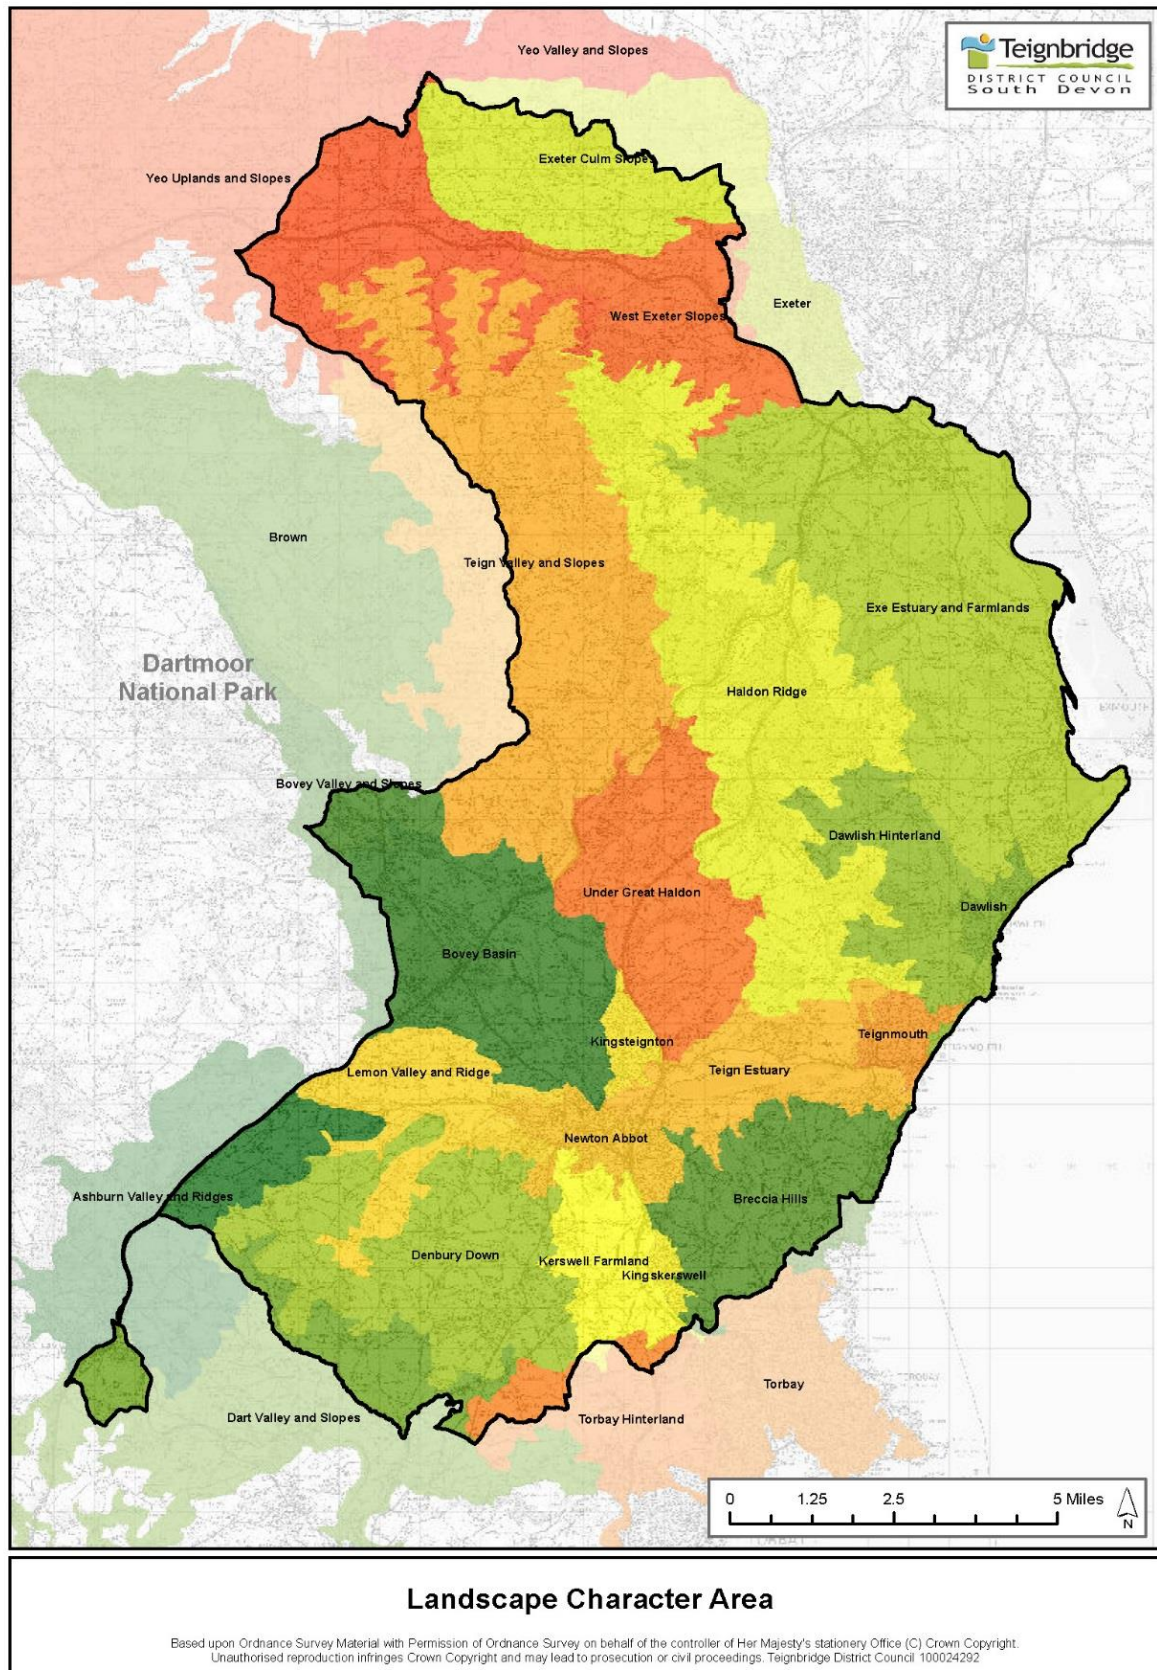 Yeo Valley and Slopes
Teignbridge
DISTRICT COUNCIL
South Devon
Exeter Culm Slopes
Yeo Uplands and Slopes
Exeter
West Exeter Slopes
Brown
Teign Valley and Slopes
Exe Estuary and Farmlands
Dartmoor
National Park
Haldon Ridge
Bovey Valley and Slopes
Dawlish Hinterland
Under Great Haldon
Dawlish
Bovey Basin
Teignmouth
Kingsteignton
Lemon Valley and Ridge
Teign Estuary
Newton Abbot
Ashburn Valley and Ridges
Breccia Hills
Denbury Down
Kerswell Farmland
Kingskerswell
Torbay
Dart Valley and Slopes
Torbay Hinterland
0 1.25 2.5 5 Miles
N
Landscape Character Area
Based upon Ordnance Survey Material with Permission of Ordnance Survey on behalf of the controller of Her Majesty's stationery Office (C) Crown Copyright.
Unauthorised reproduction infringes Crown Copyright and may lead to prosecution or civil proceedings. Teignbridge District Council 100024292